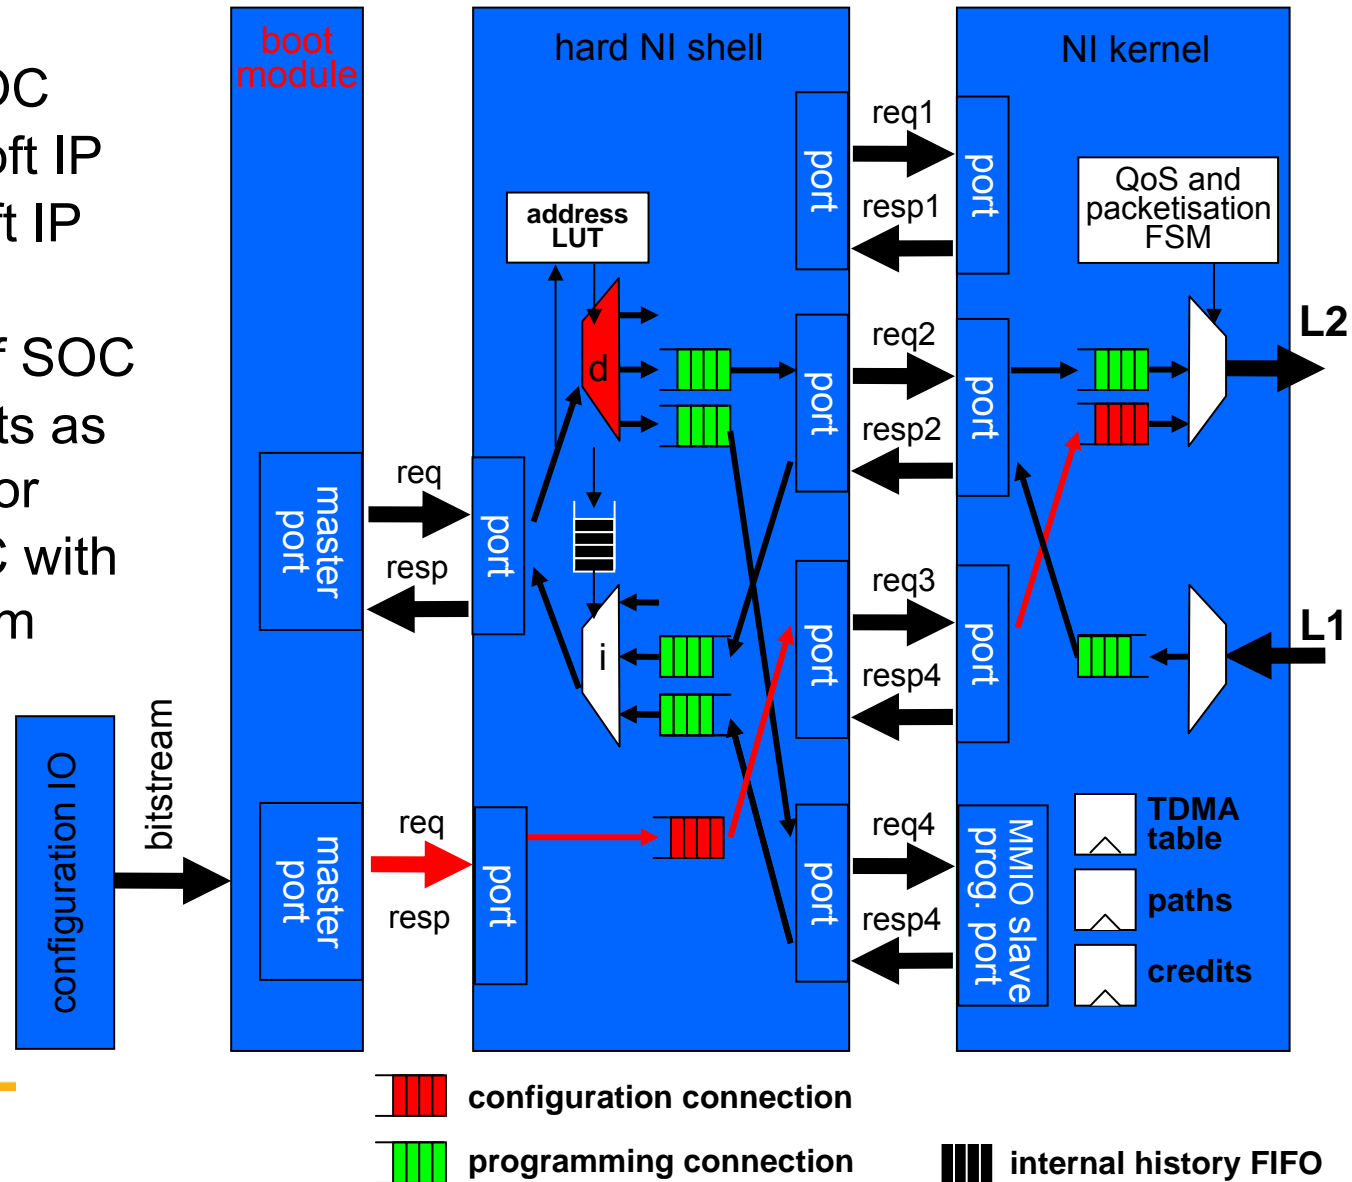 OC
oft IP
ft IP
f SOC
ts as
or
C with
m
boot
module
hard NI shell
NI kernel
address
LUT
QoS and
packetisation
FSM
port
req1
resp1
port
L2
d
port
req2
resp2
port
master
port
req
resp
port
i
port
req3
resp4
port
L1
configuration IO
bitstream
master
port
req
resp
port
port
req4
resp4
MMIO slave
prog. port
TDMA
table
paths
credits
configuration connection
programming connection
internal history FIFO